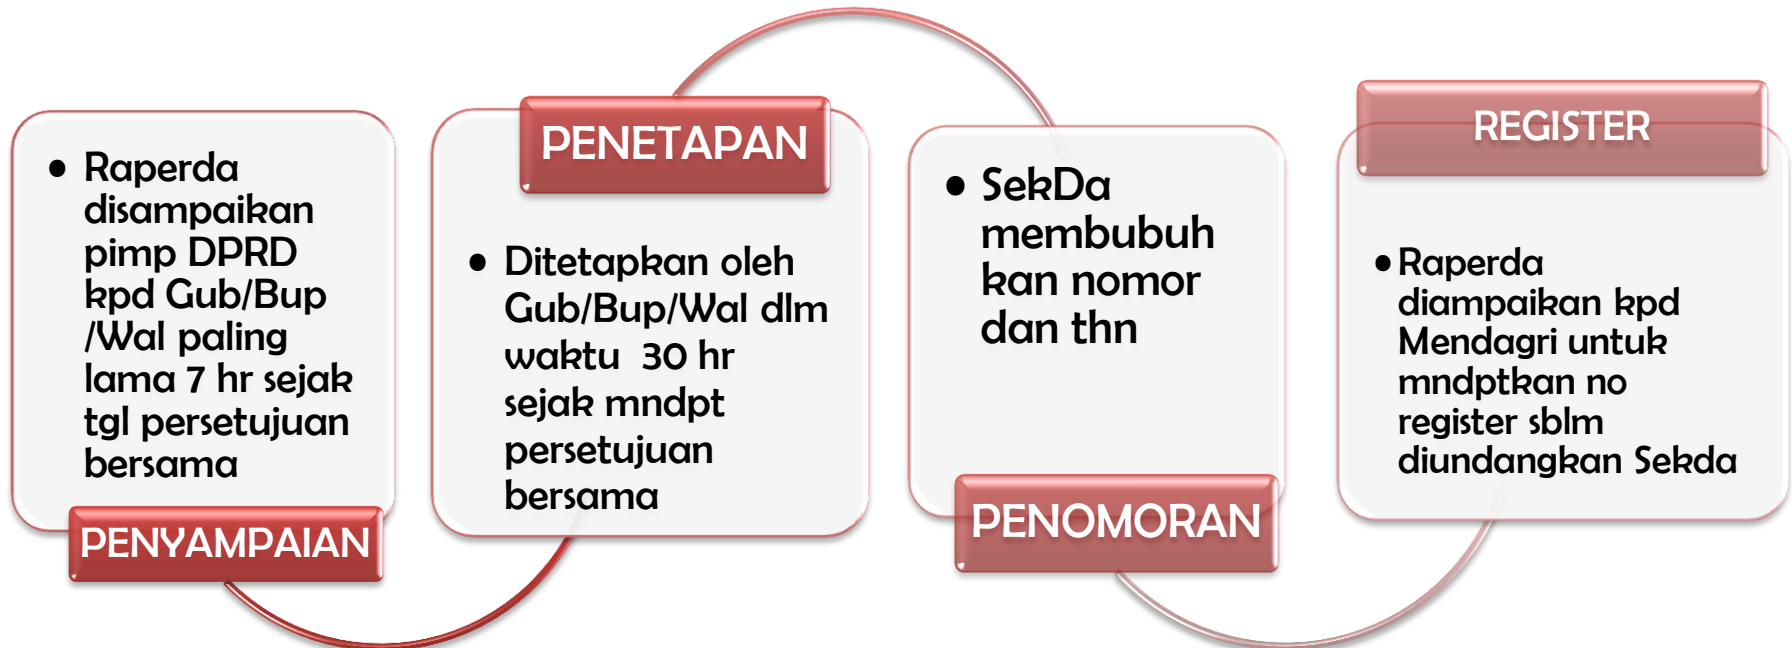 • Raperda
disampaikan
pimp DPRD
kpd Gub/Bup
/Wal paling
lama 7 hr sejak
tgl persetujuan
bersama
PENYAMPAIAN
PENETAPAN
• Ditetapkan oleh
Gub/Bup/Wal dlm
waktu 30 hr
sejak mndpt
persetujuan
bersama
• SekDa
membubuh
kan nomor
dan thn
PENOMORAN
REGISTER
• Raperda
diampaikan kpd
Mendagri untuk
mndptkan no
register sblm
diundangkan Sekda